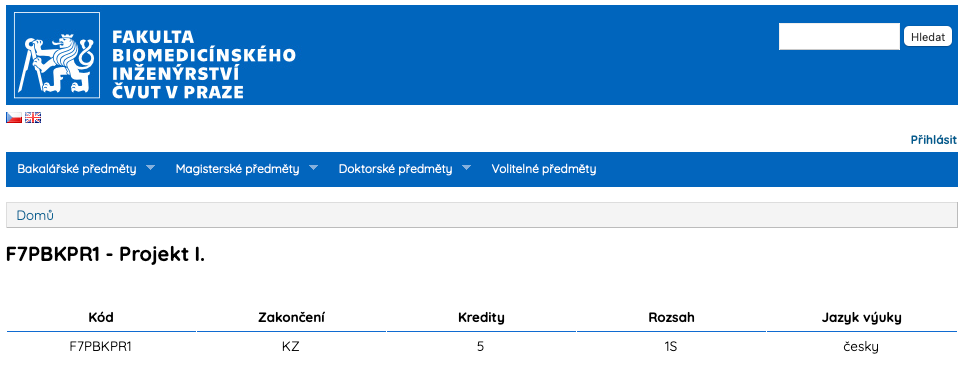 FAKULTA
BIOMEDICÍNSKÉHO
INŽENÝRSTVÍ
ČVUT V PRAZE
Hledat
Přihlásit
Bakalářské předměty Magisterské předměty Doktorské předměty Volitelné předměty
Domů
F7PBKPR1 - Projekt I.
Kód Zakončení Kredity Rozsah Jazyk výuky
F7PBKPR1 KZ 5 1S česky